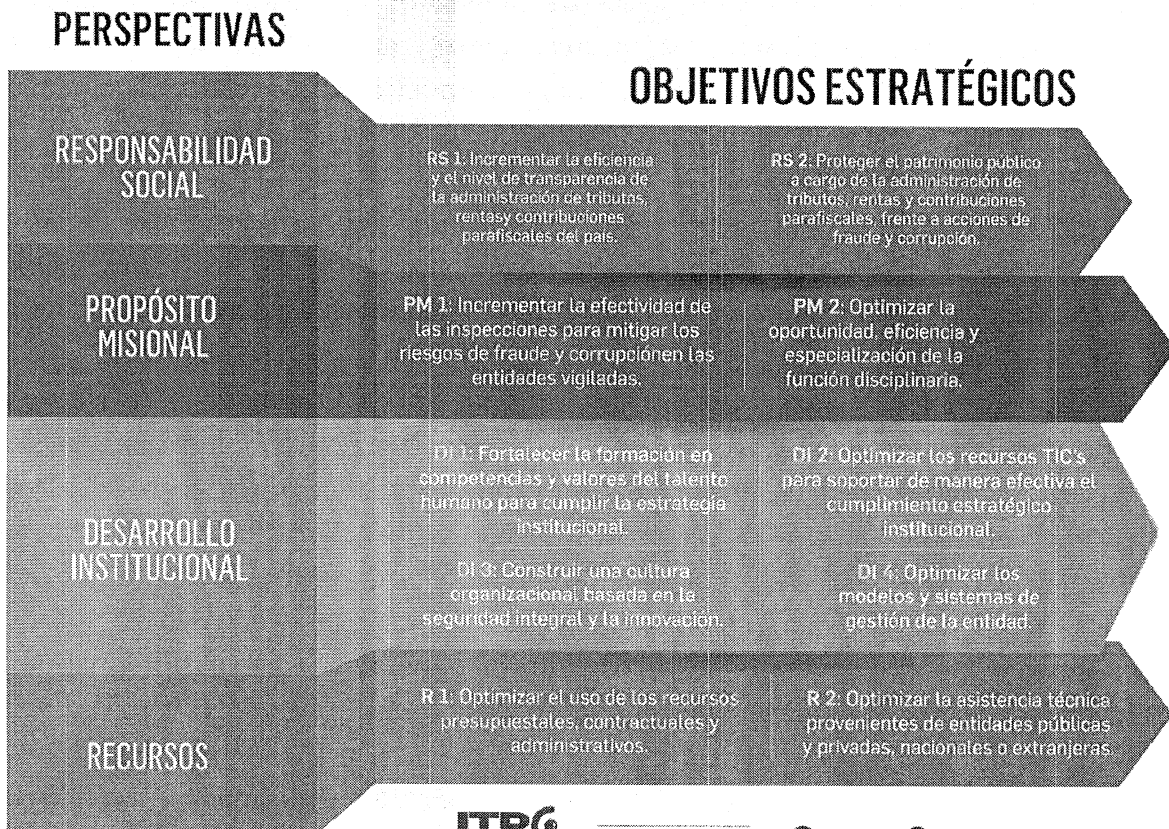 PERSPECTIVAS
OBJETIVOS ESTRATÉGICOS
RESPONSABILIDAD
SOCIAL
RS 1: Incrementar la eficiencia
y el nivel de transparencia de
la administración de tributos,
rentasy contribuciones
parafiscales del país.
RS 2: Proteger el patrimonio público
a cargo de la administración de
tributos, rentas y contribuciones
parafiscales, frente a acciones de
fraude y corrupción.
PROPÓSITO
MISIONAL
PM 1: Incrementar la efectividad de
las inspecciones para mitigar los
riesgos de fraude y corrupciónen las
entidades vigiladas.
PM 2: Optimizar la
oportunidad, eficiencia y
especialización de la
función disciplinaria.
DESARROLLO
INSTITUCIONAL
DI 1: Fortalecer la formación en
competencias y valores del talento
humano para cumplir la estrategia
institucional.
DI 2: Optimizar los recursos TIC's
para soportar de manera efectiva el
cumplimiento estratégico
institucional.
DI 3: Construir una cultura
organizacional basada en la
seguridad integral y la innovación.
DI 4: Optimizar los
modelos y sistemas de
gestión de la entidad.
RECURSOS
R 1: Optimizar el uso de los recursos
presupuestales, contractuales y
administrativos.
R 2: Optimizar la asistencia técnica
provenientes de entidades públicas
y privadas, nacionales o extranjeras.